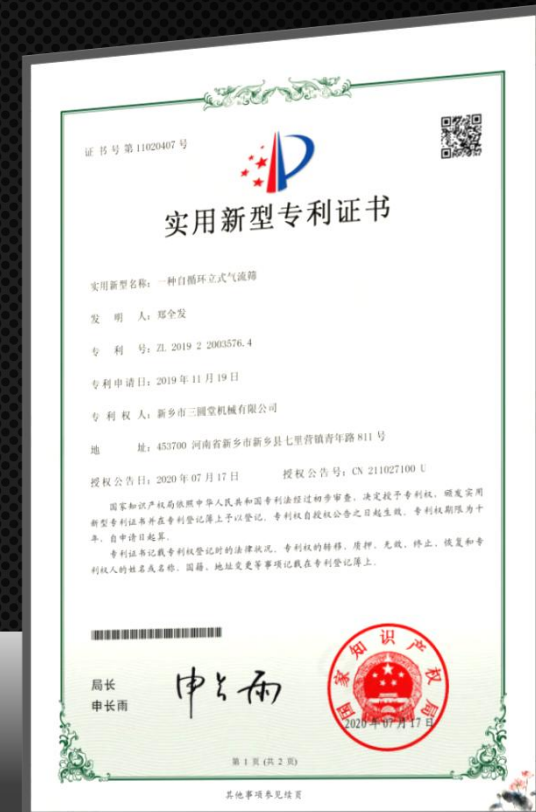 证书号第11020407号
实用新型专利证书
实用新型名称：一种自循环立式气流筛
发 明 人：郑全发
专 利 号：ZL 2019 2 2003576.4
专利申请日：2019年11月19日
专 利 权 人：新乡市三圆堂机械有限公司
地 址：453700 河南省新乡市新乡县七里营镇青年路811号
授权公告日：2020年07月17日 授权公告号：CN 211027100 U
国家知识产权局依照中华人民共和国专利法经过初步审查，决定授予专利权，颁发实用
新型专利证书并在专利登记簿上予以登记。专利权自授权公告之日起生效。专利权期限为十
年，自申请日起算。
专利证书记载专利权登记时的法律状况。专利权的转移、质押、无效、终止、恢复和专
利权人的姓名或名称、国籍、地址变更等事项记载在专利登记簿上。
局长
申长雨
申长雨
国家知识产权局
2020年07月17日
第 1 页 (共 2 页)
其他事项参见续页